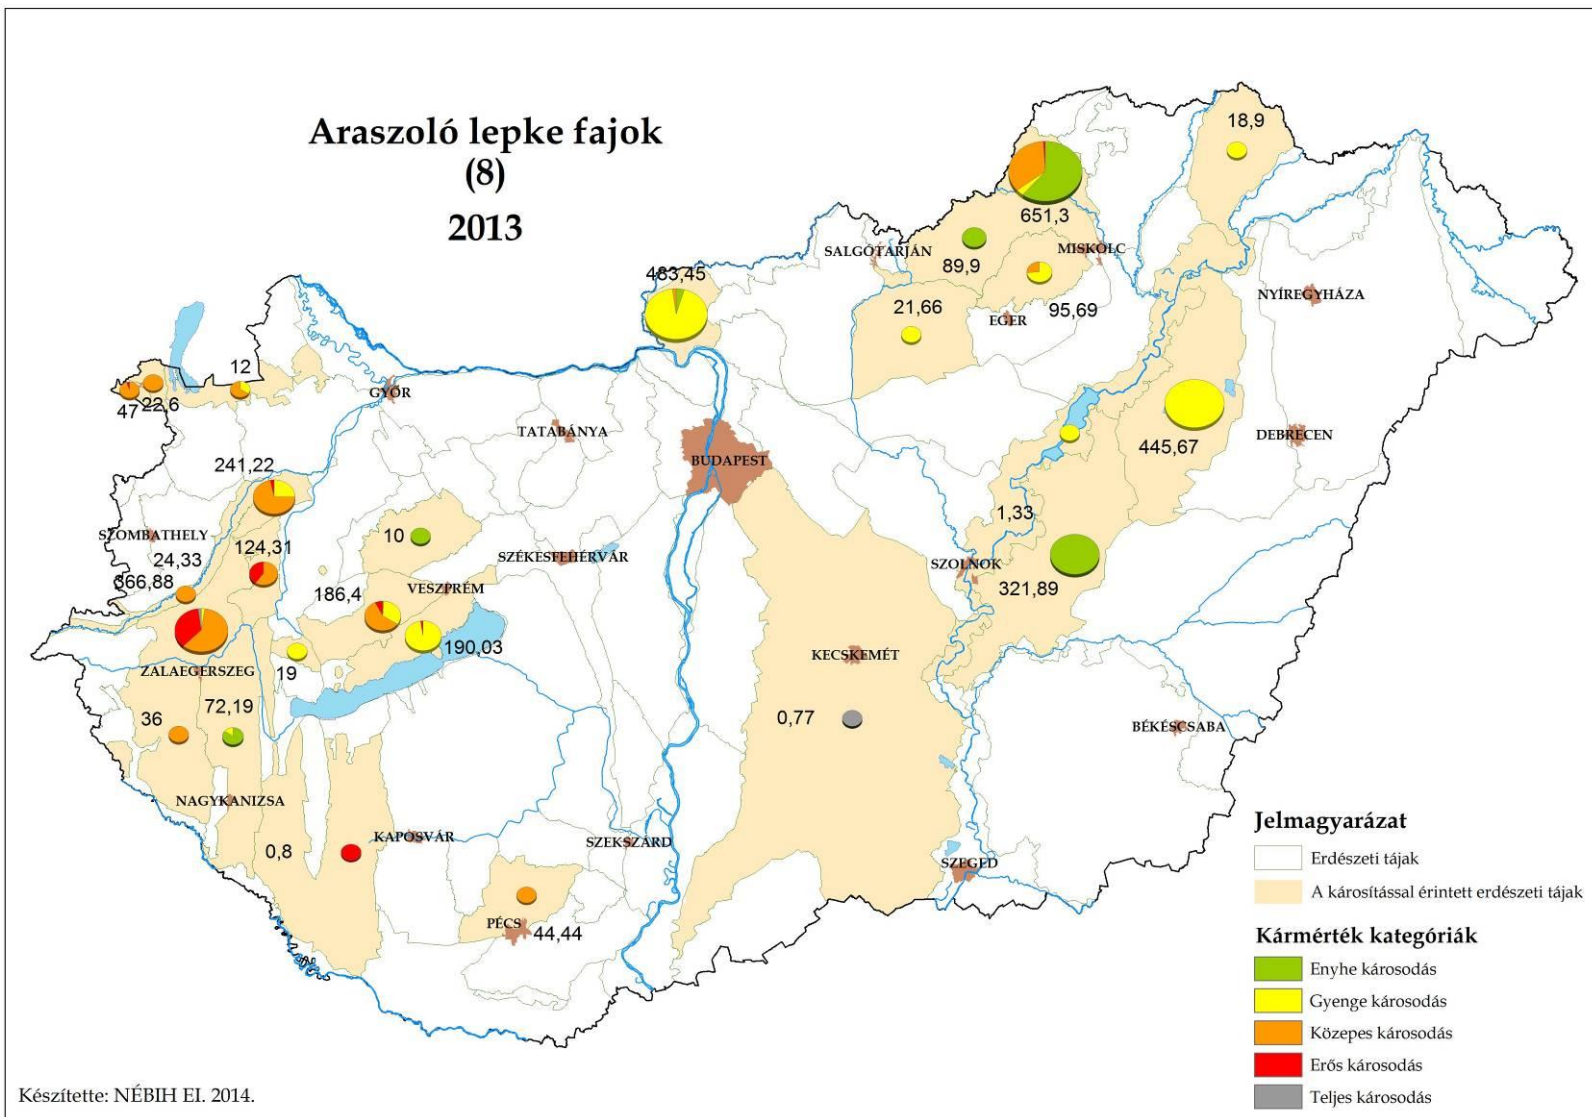 Araszoló lepke fajok
(8)
2013
18,9
651,3
SALGÓTARJÁN
MISKOLC
89,9
483,45
NYÍREGYHÁZA
21,66
EGER
95,69
12
47
22,6
GYŐR
TATABÁNYA
BUDAPEST
445,67
DEBRECEN
241,22
SZOMBATHELY
24,33
124,31
366,88
10
SZÉKESFEHÉRVÁR
1,33
SZOLNOK
321,89
186,4
VESZPRÉM
190,03
KECSKEMÉT
ZALAEGERSZEG
19
36
72,19
0,77
BÉKÉSCSABA
NAGYKANIZSA
0,8
KAPOSVÁR
SZEKSZÁRD
SZEGED
PÉCS
44,44
Jelmagyarázat
Erdészeti tájak
A károsítással érintett erdészeti tájak
Kármérték kategóriák
Enyhe károsodás
Gyenge károsodás
Közepes károsodás
Erős károsodás
Teljes károsodás
Készítette: NÉBIH EI. 2014.